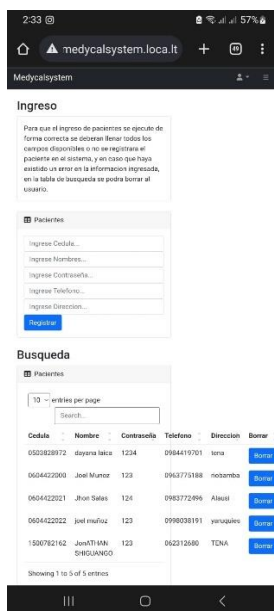 2:33 57%
medycalsystem.loca.lt 49
Medycalsystem
Ingreso
Para que el ingreso de pacientes se ejecute de
forma correcta se deberan llenar todos los
campos disponibles o no se registrara el
paciente en el sistema, y en caso que haya
existido un error en la informacion ingresada,
en la tabla de busqueda se podra borrar al
usuario.
Pacientes
Ingrese Cedula...
Ingrese Nombres...
Ingrese Contraseña...
Ingrese Telefono...
Ingrese Direccion...
Registrar
Busqueda
Pacientes
10 entries per page
Search...
Cedula Nombre Contraseña Telefono Direccion Borrar
0503828972 dayana laica 1234 0984419701 tena Borrar
0604422000 Joel Munoz 123 0963775188 nobamba Borrar
0604422021 Jhon Salas 124 0983772496 Alausi Borrar
0604422022 joel muñoz 123 0998038191 yaruquies Borrar
1500782162 JonATHAN 123 062312680 TENA Borrar
SHIGUANGO
Showing 1 to 5 of 5 entries